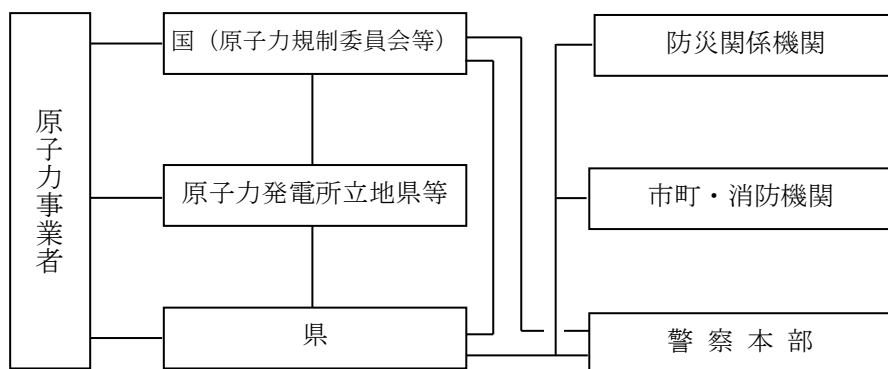 原子力事業者
国（原子力規制委員会等）
原子力発電所立地県等
県
防災関係機関
市町・消防機関
警 察 本 部